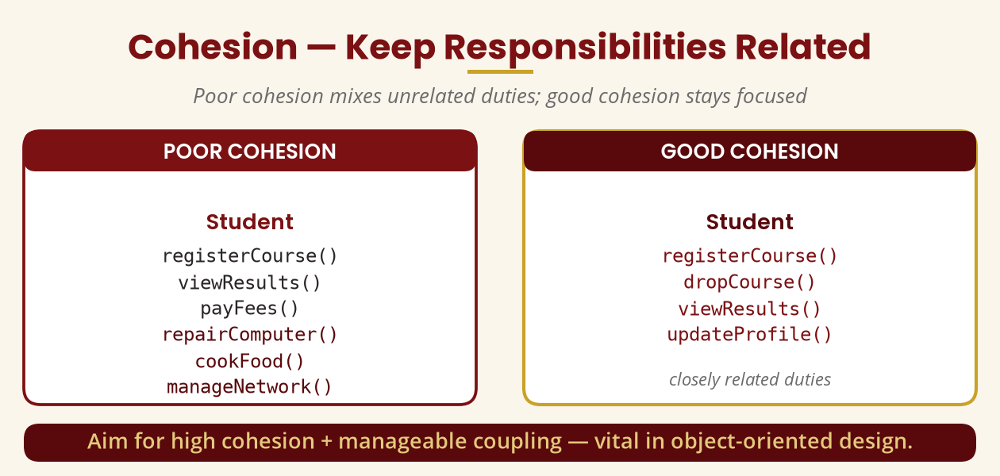 Cohesion — Keep Responsibilities Related
Poor cohesion mixes unrelated duties; good cohesion stays focused
POOR COHESION
Student
registerCourse()
viewResults()
payFees()
repairComputer()
cookFood()
manageNetwork()
GOOD COHESION
Student
registerCourse()
dropCourse()
viewResults()
updateProfile()
closely related duties
Aim for high cohesion + manageable coupling — vital in object-oriented design.